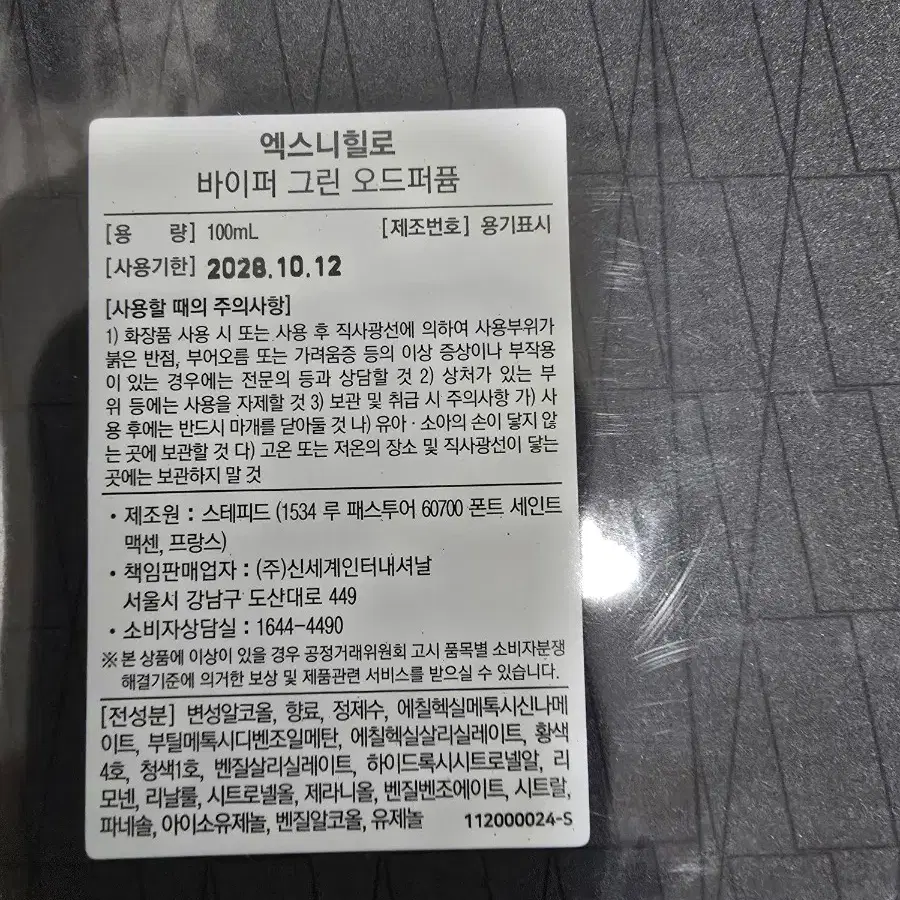 엑스니힐로
바이퍼 그린 오드퍼퓸
[용 량] 100mL [제조번호] 용기표시
[사용기한] 2028.10.12
[사용할 때의 주의사항]
1) 화장품 사용 시 또는 사용 후 직사광선에 의하여 사용부위가
붉은 반점, 부어오름 또는 가려움증 등의 이상 증상이나 부작용
이 있는 경우에는 전문의 등과 상담할 것 2) 상처가 있는 부
위 등에는 사용을 자제할 것 3) 보관 및 취급 시 주의사항 가) 사
용 후에는 반드시 마개를 닫아둘 것 나) 유아·소아의 손이 닿지 않
는 곳에 보관할 것 다) 고온 또는 저온의 장소 및 직사광선이 닿는
곳에는 보관하지 말 것
• 제조원 : 스테피드 (1534 루 패스투어 60700 폰트 세인트
맥센, 프랑스)
• 책임판매업자 : (주)신세계인터내셔날
서울시 강남구 도산대로 449
• 소비자상담실 : 1644-4490
※ 본 상품에 이상이 있을 경우 공정거래위원회 고시 품목별 소비자분쟁
해결기준에 의거한 보상 및 제품관련 서비스를 받으실 수 있습니다.
[전성분] 변성알코올, 향료, 정제수, 에칠헥실메톡시신나메
이트, 부틸메톡시디벤조일메탄, 에칠헥실살리실레이트, 황색
4호, 청색1호, 벤질살리실레이트, 하이드록시시트로넬알, 리
모넨, 리날룰, 시트로넬올, 제라니올, 벤질벤조에이트, 시트랄,
파네솔, 아이소유제놀, 벤질알코올, 유제놀 112000024-S